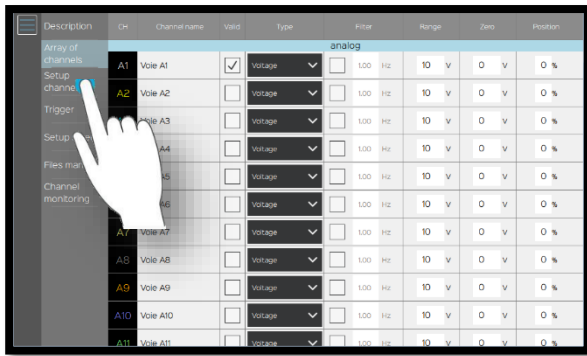 Description CH Channel name Valid Type Filter Range Zero Position
Array of channels
analog
A1 Voie A1 Voltage 1.00 Hz 10 V 0 V 0 %
Setup
A2 Voie A2 Voltage 1.00 Hz 10 V 0 V 0 %
Trigger
Voie A3 Voltage 1.00 Hz 10 V 0 V 0 %
Setup
A4 Voltage 1.00 Hz 10 V 0 V 0 %
Files
A5 Voltage 1.00 Hz 10 V 0 V 0 %
Channel monitoring
A6 Voltage 1.00 Hz 10 V 0 V 0 %
A7 Voie A7 Voltage 1.00 Hz 10 V 0 V 0 %
A8 Voie A8 Voltage 1.00 Hz 10 V 0 V 0 %
A9 Voie A9 Voltage 1.00 Hz 10 V 0 V 0 %
A10 Voie A10 Voltage 1.00 Hz 10 V 0 V 0 %
A11 Voie A11 Voltage 1.00 Hz 10 V 0 V 0 %